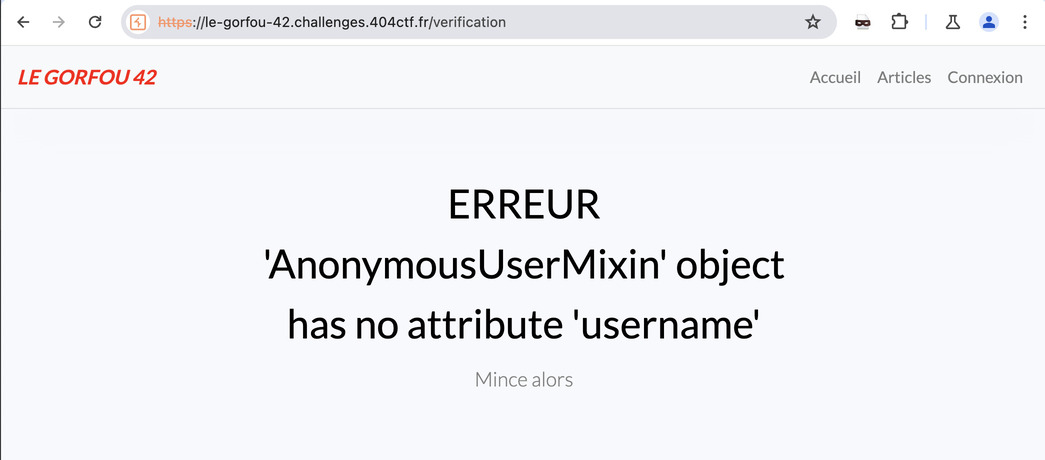 https://le-gorfou-42.challenges.404ctf.fr/verification
LE GORFOU 42
Accueil Articles Connexion
ERREUR
'AnonymousUserMixin' object
has no attribute 'username'
Mince alors